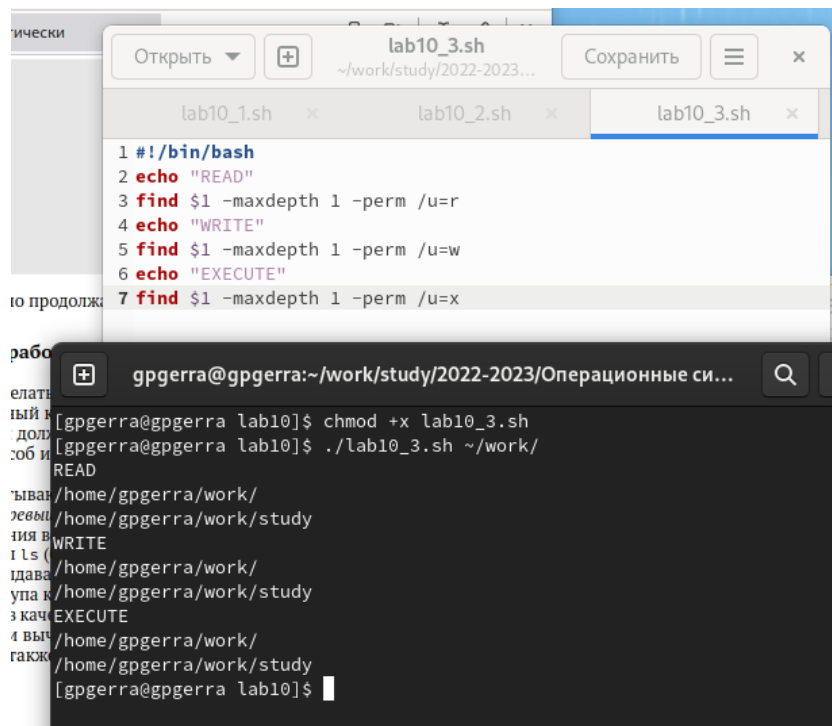 Открыть
lab10_3.sh
~/work/study/2022-2023...
Сохранить
lab10_1.sh
lab10_2.sh
lab10_3.sh
1 #!/bin/bash
2 echo "READ"
3 find $1 -maxdepth 1 -perm /u=r
4 echo "WRITE"
5 find $1 -maxdepth 1 -perm /u=w
6 echo "EXECUTE"
7 find $1 -maxdepth 1 -perm /u=x
gpgerra@gpgerra:~/work/study/2022-2023/Операционные си...
[gpgerra@gpgerra lab10]$ chmod +x lab10_3.sh
[gpgerra@gpgerra lab10]$ ./lab10_3.sh ~/work/
READ
/home/gpgerra/work/
/home/gpgerra/work/study
WRITE
/home/gpgerra/work/
/home/gpgerra/work/study
EXECUTE
/home/gpgerra/work/
/home/gpgerra/work/study
[gpgerra@gpgerra lab10]$